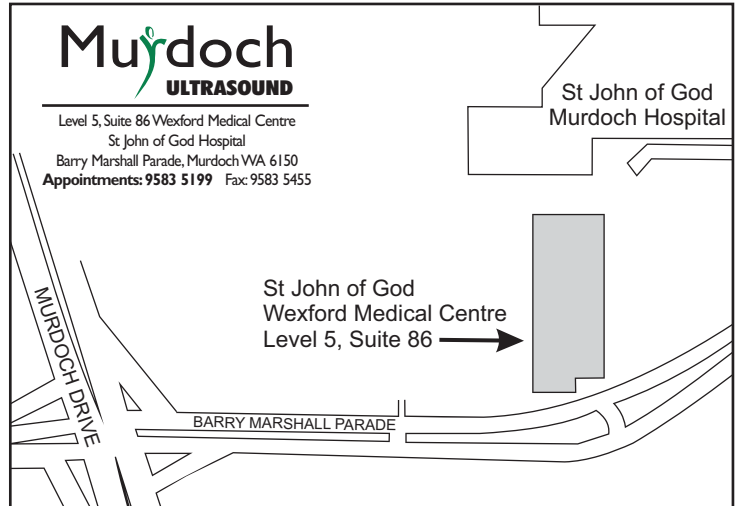 Murdoch
ULTRASOUND
Level 5, Suite 86 Wexford Medical Centre
St John of God Hospital
Barry Marshall Parade, Murdoch WA 6150
Appointments: 9583 5199 Fax: 9583 5455
St John of God
Murdoch Hospital
St John of God
Wexford Medical Centre
Level 5, Suite 86
MURDOCH DRIVE
BARRY MARSHALL PARADE